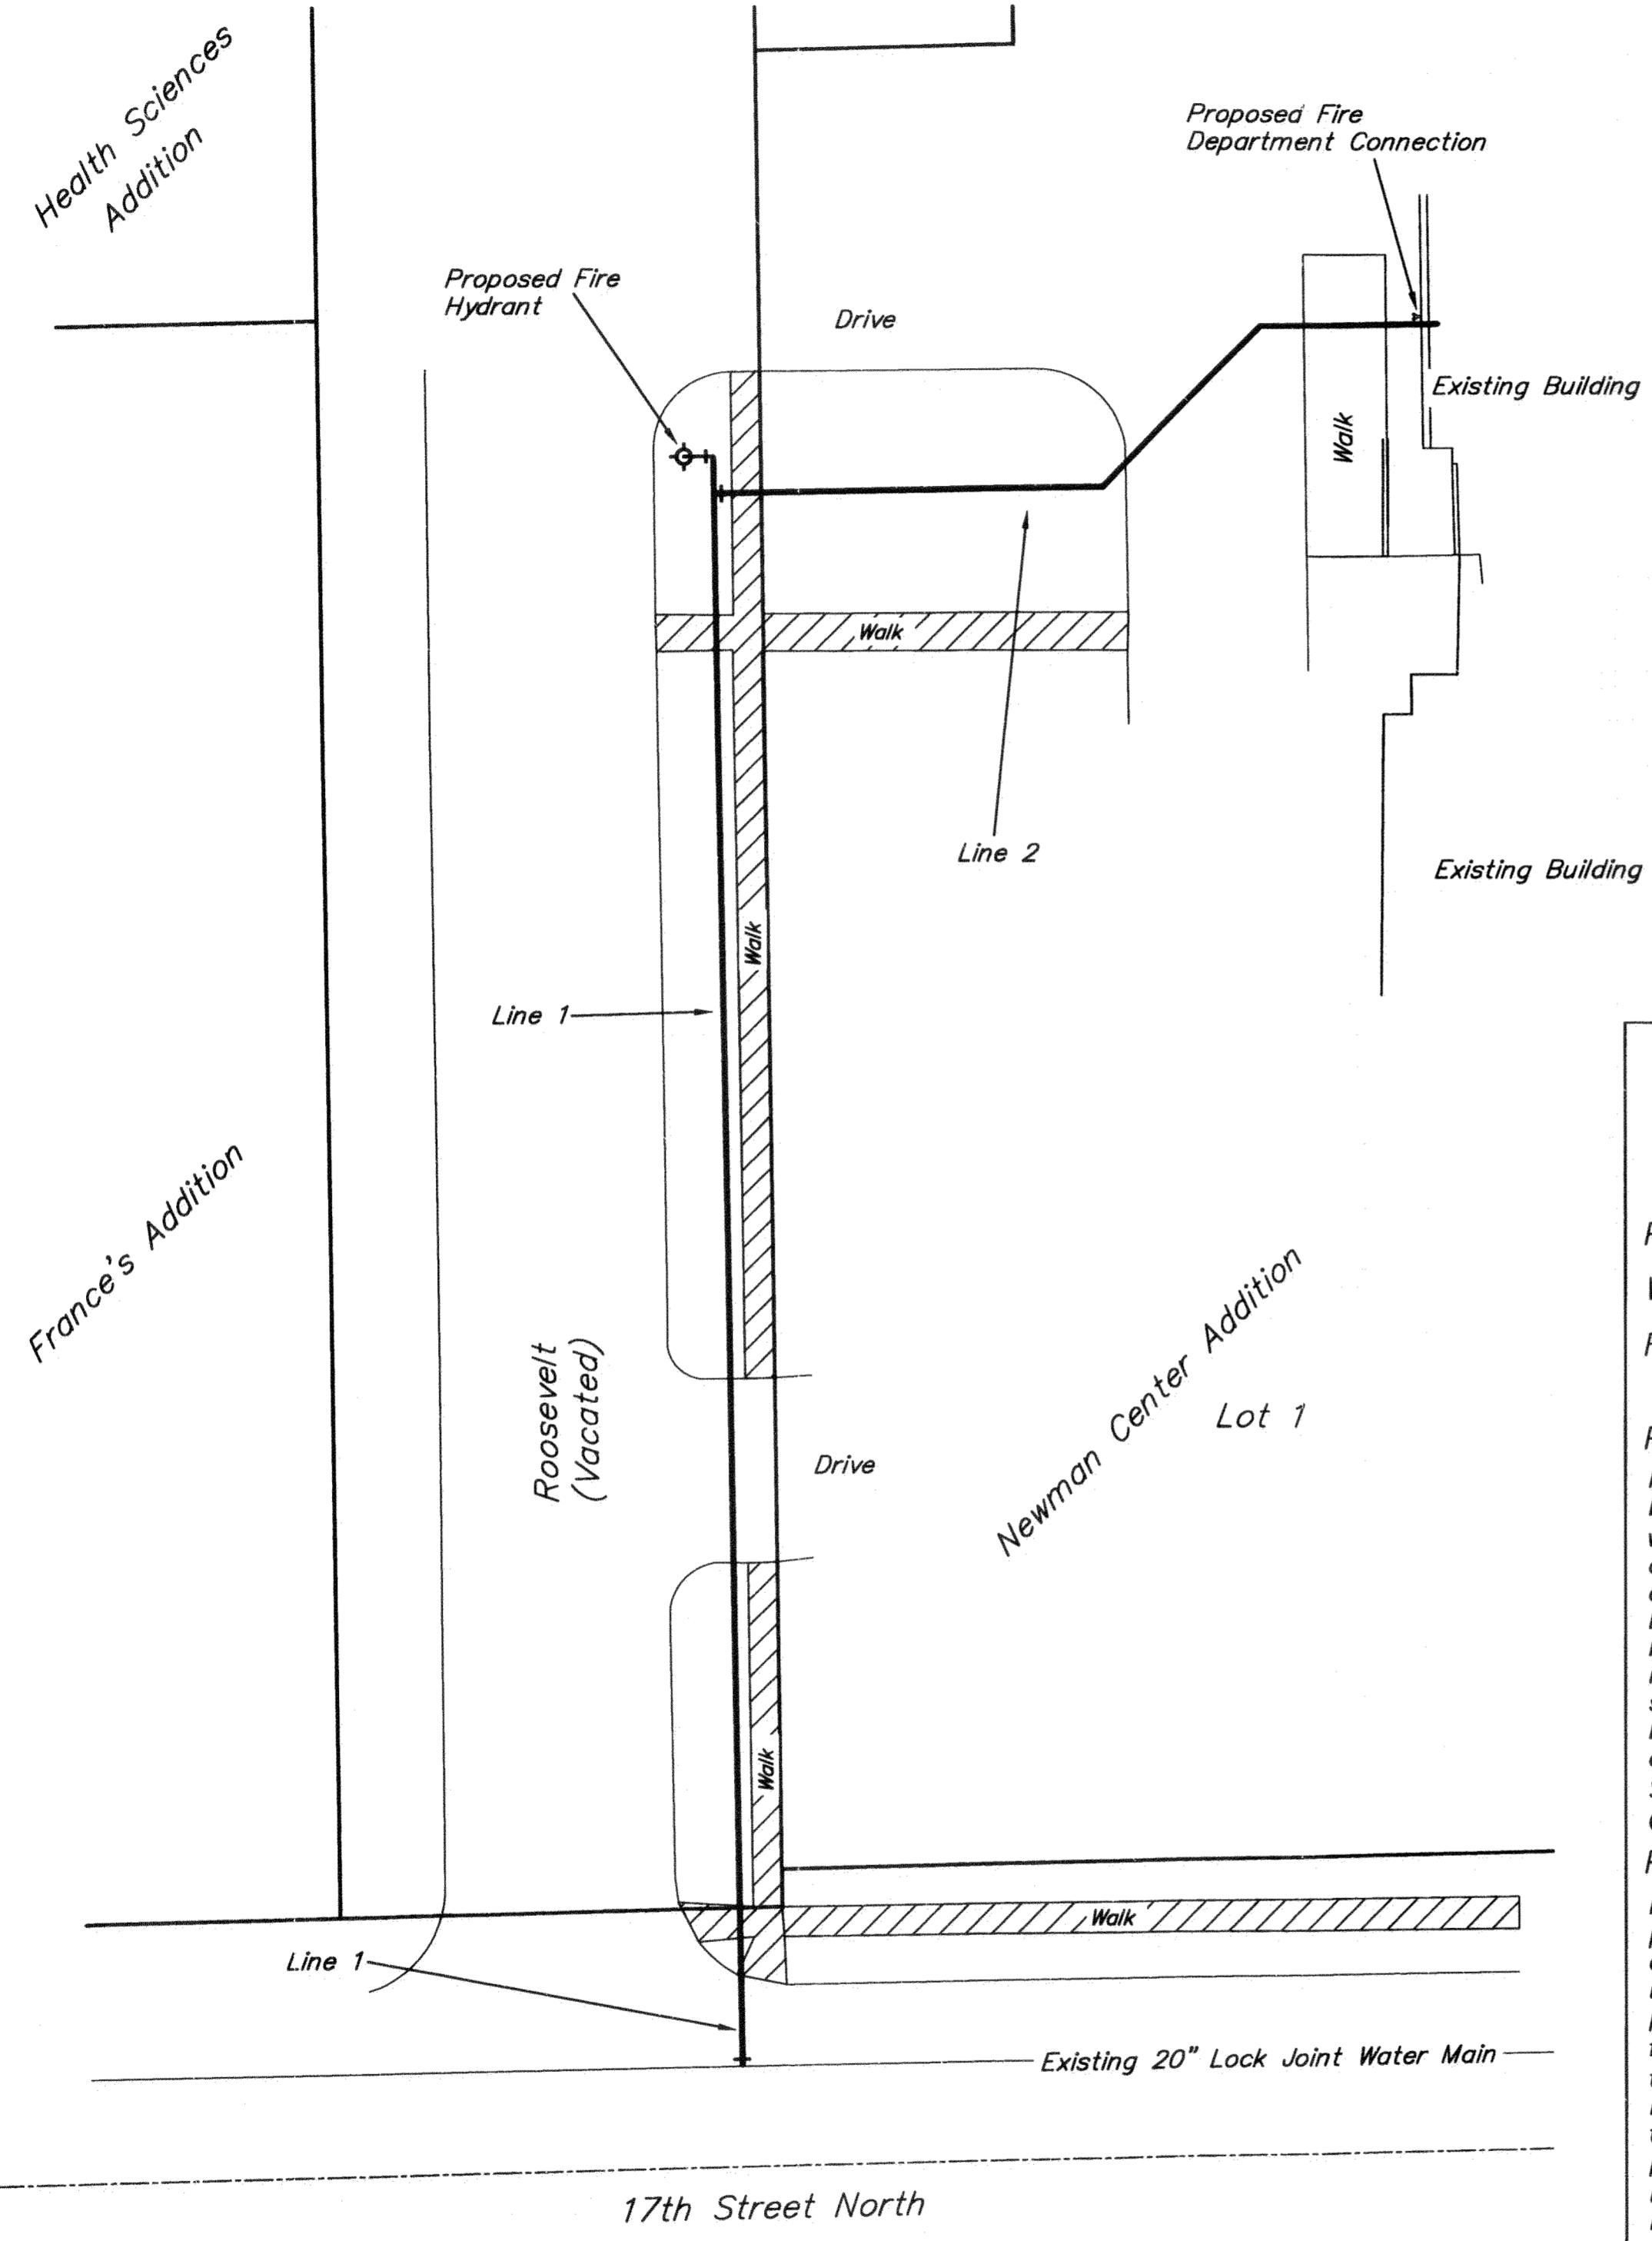 Health Sciences
Addition
Proposed Fire
Department Connection
Proposed Fire
Hydrant
Drive
Existing Building
Walk
Walk
Line 2
Existing Building
Walk
Line 1
France's Addition
Newman Center Addition
Roosevelt
(Vacated)
Lot 1
Drive
Walk
Walk
Line 1
Existing 20" Lock Joint Water Main
17th Street North